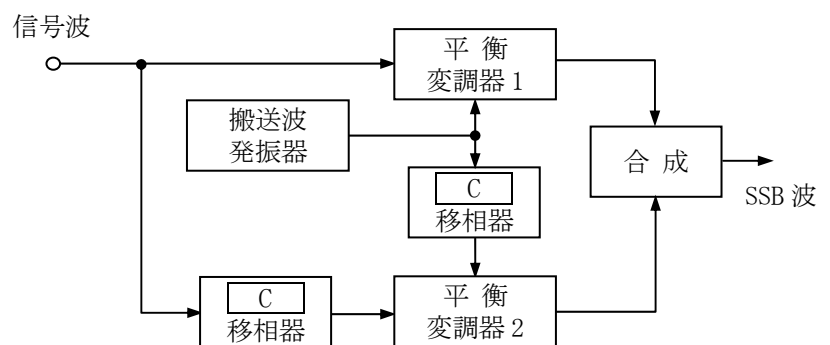 信号波
平 衡
変調器 1
搬送波
発振器
合 成
SSB 波
C
移相器
C
移相器
平 衡
変調器 2